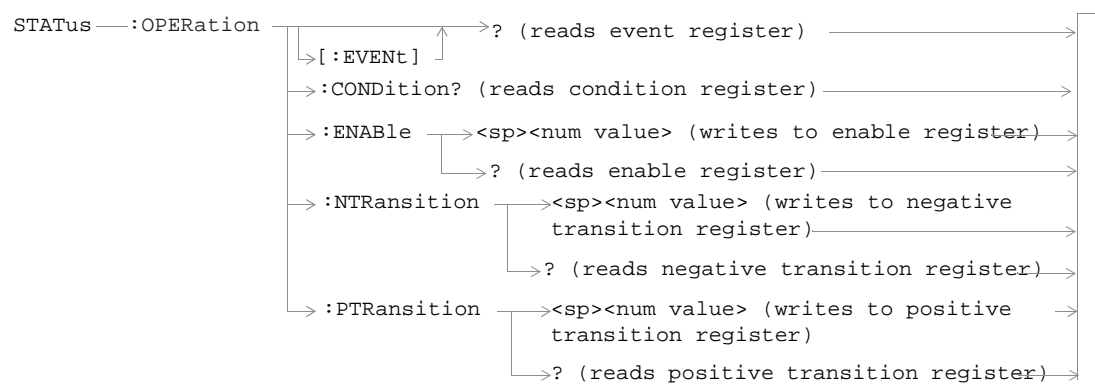 STATus :OPERation ? (reads event register)
[:EVENt]
:CONDition? (reads condition register)
:ENABle <sp><num value> (writes to enable register)
? (reads enable register)
:NTRansition <sp><num value> (writes to negative
transition register)
? (reads negative transition register)
:PTRansition <sp><num value> (writes to positive
transition register)
? (reads positive transition register)